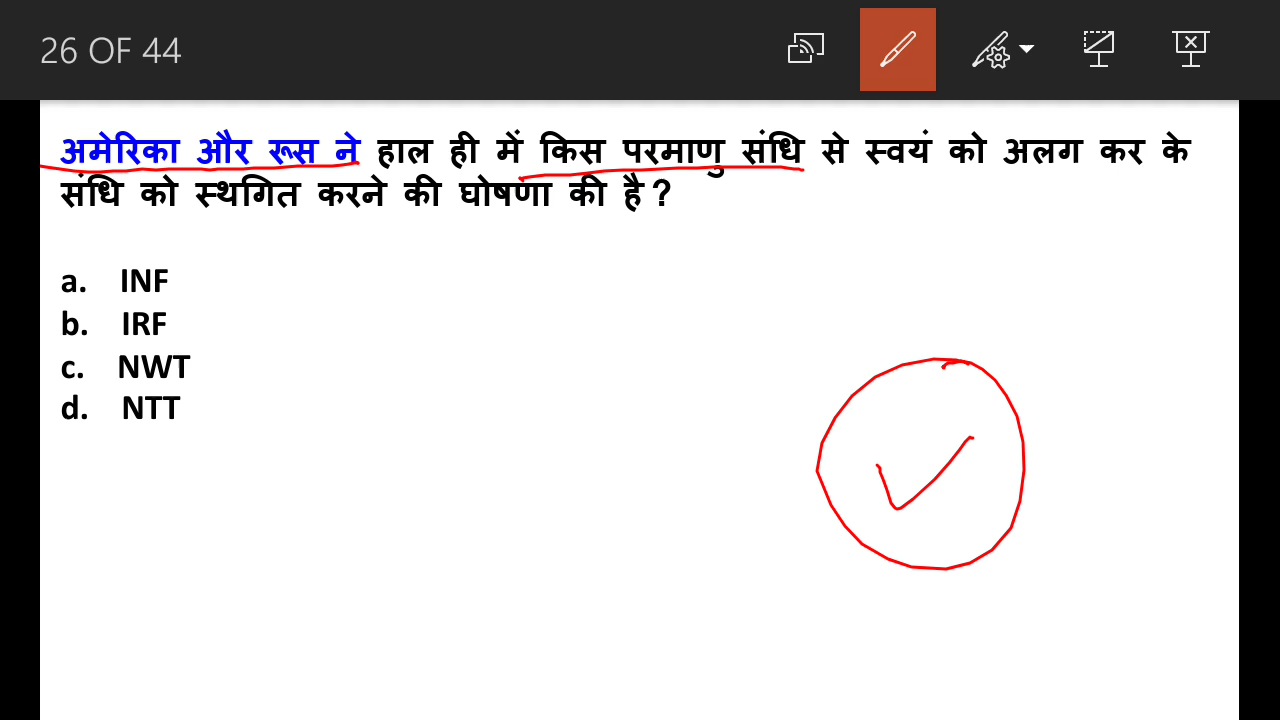 26 OF 44
अमेरिका और रूस ने हाल ही में किस परमाणु संधि से स्वयं को अलग कर के
संधि को स्थगित करने की घोषणा की है ?
a. INF
b. IRF
c. NWT
d. NTT